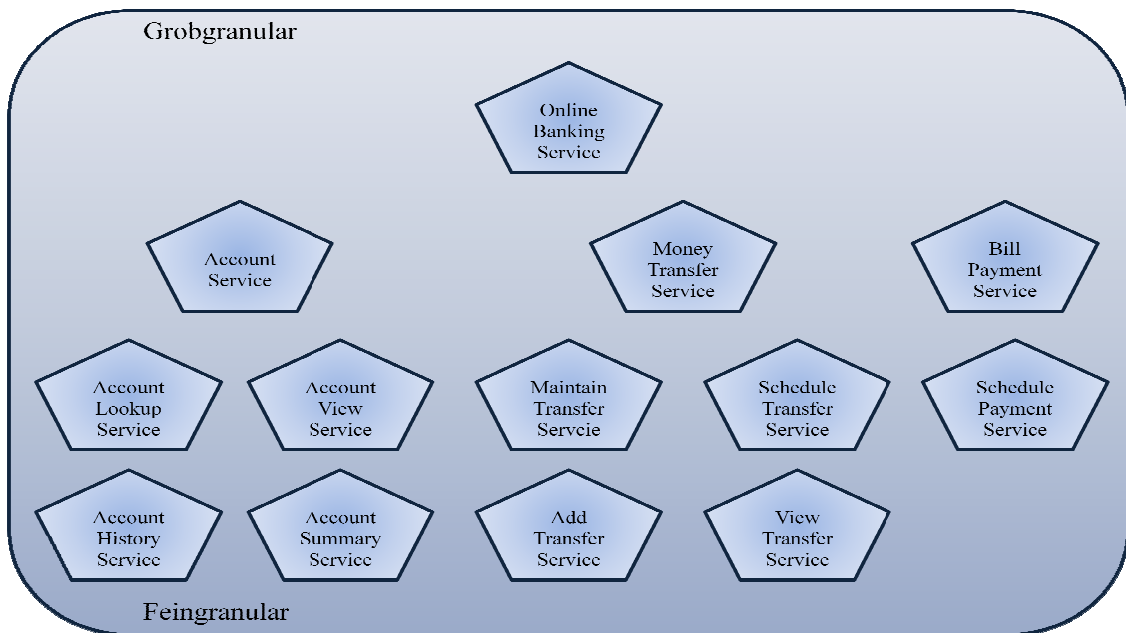 Grobgranular
Online
Banking
Service
Account
Service
Money
Transfer
Service
Bill
Payment
Service
Account
Lookup
Service
Account
View
Service
Maintain
Transfer
Servcie
Schedule
Transfer
Service
Schedule
Payment
Service
Account
History
Service
Account
Summary
Service
Add
Transfer
Service
View
Transfer
Service
Feingranular